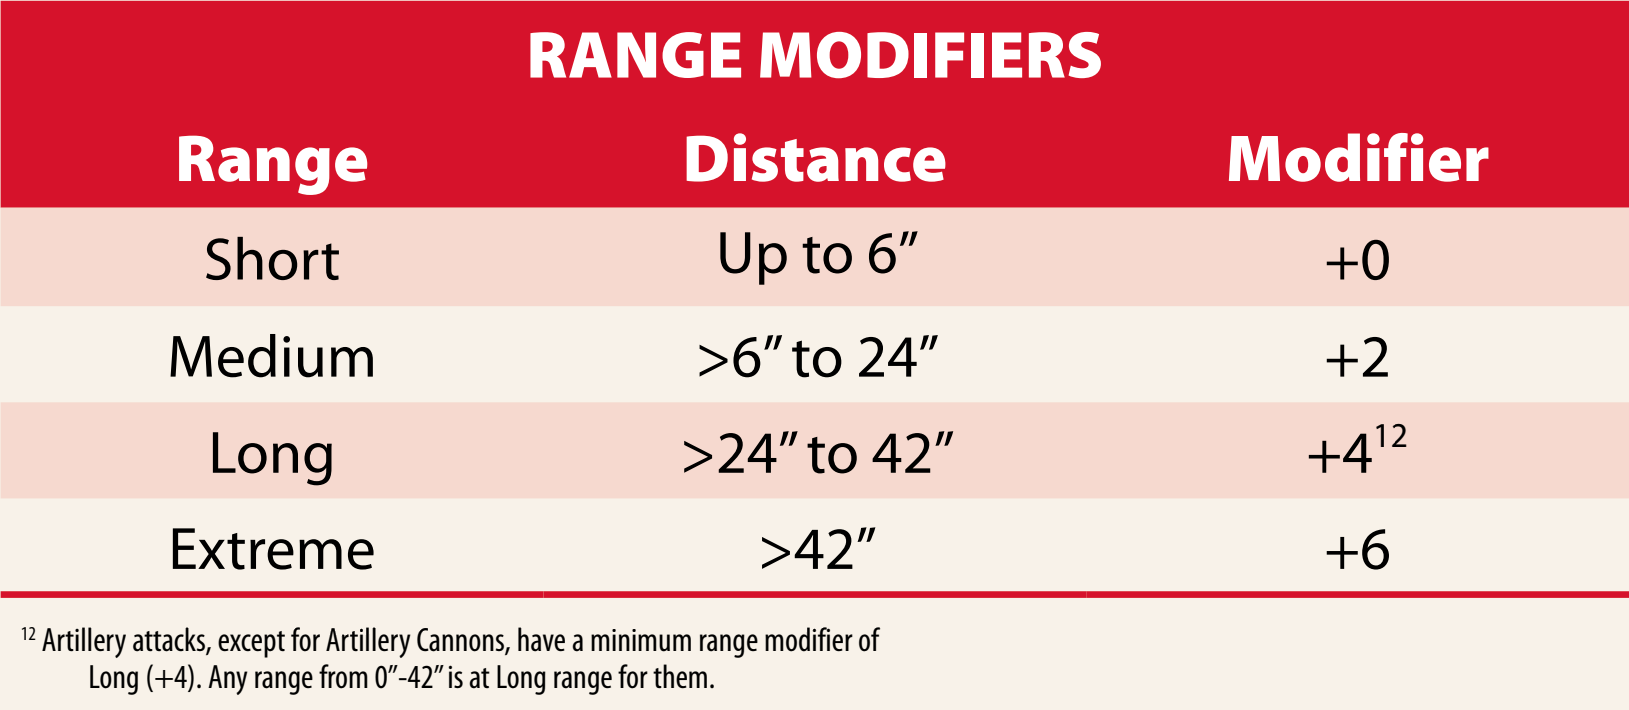 RANGE MODIFIERS
Range Distance Modifier
Short Up to 6” +0
Medium >6” to 24” +2
Long >24” to 42” +4¹²
Extreme >42” +6
¹² Artillery attacks, except for Artillery Cannons, have a minimum range modifier of
Long (+4). Any range from 0”-42” is at Long range for them.